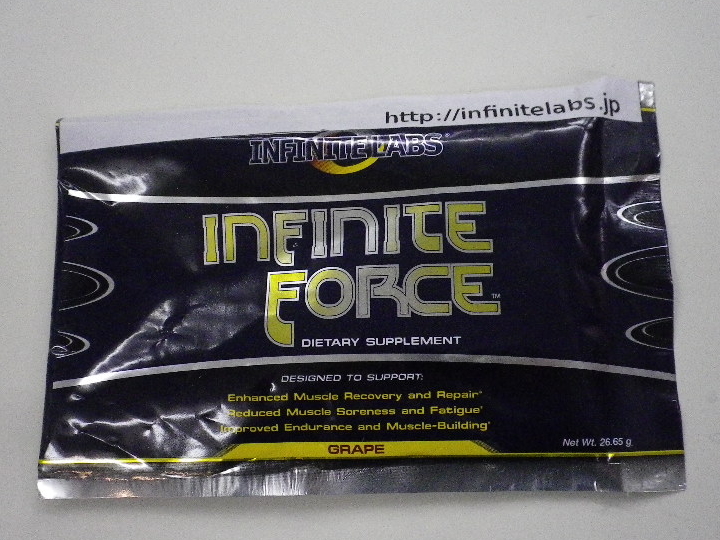 http://infinitelabs.jp
INFINITE LABS®
INFINITE
FORCE™
DIETARY SUPPLEMENT
DESIGNED TO SUPPORT:
Enhanced Muscle Recovery and Repair*
Reduced Muscle Soreness and Fatigue*
Improved Endurance and Muscle-Building*
GRAPE
Net Wt. 26.65 g